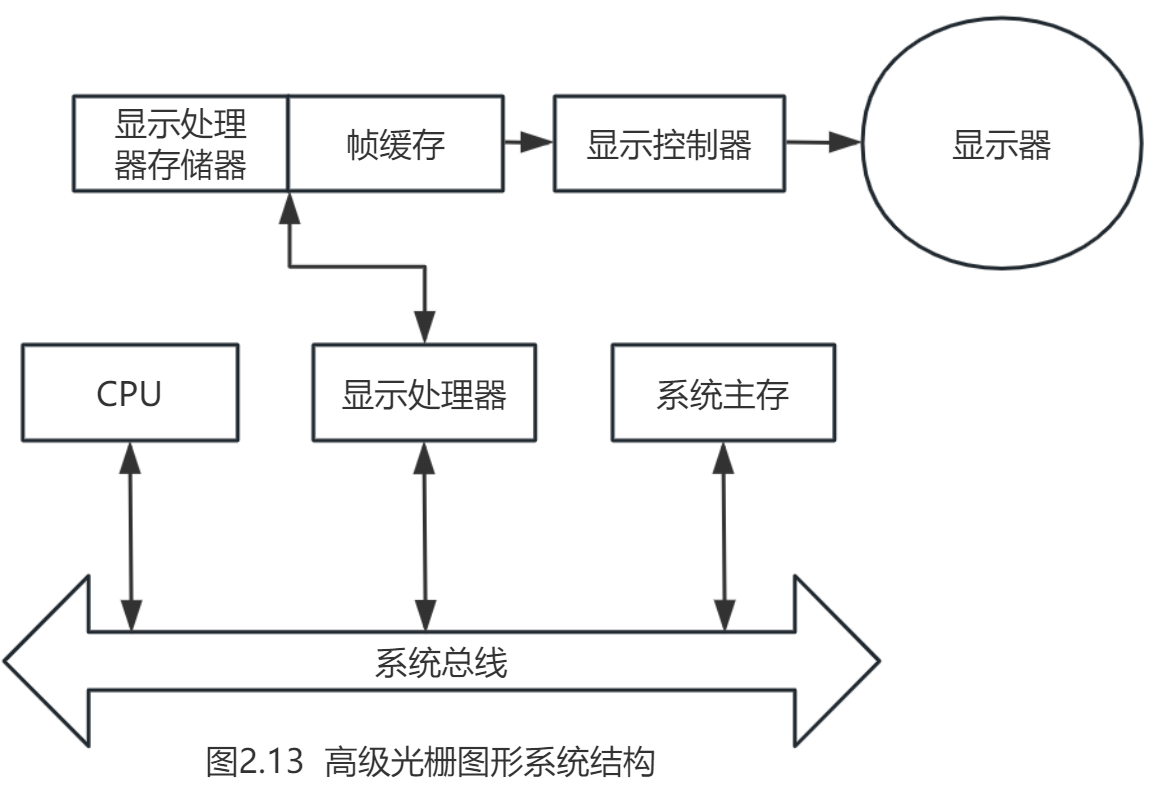 显示处理
器存储器
帧缓存
显示控制器
显示器
CPU
显示处理器
系统主存
系统总线
图2.13 高级光栅图形系统结构